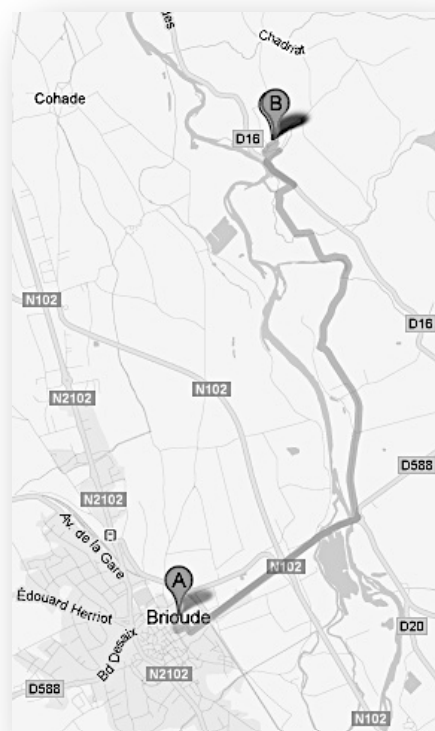 Chadriat
Cohade
B
D16
N102
D16
N102
N2102
D588
N2102
Av. de la Gare
A
N102
Édouard Herriot
Brioude
D20
Bd Desaix
N2102
D588
N102